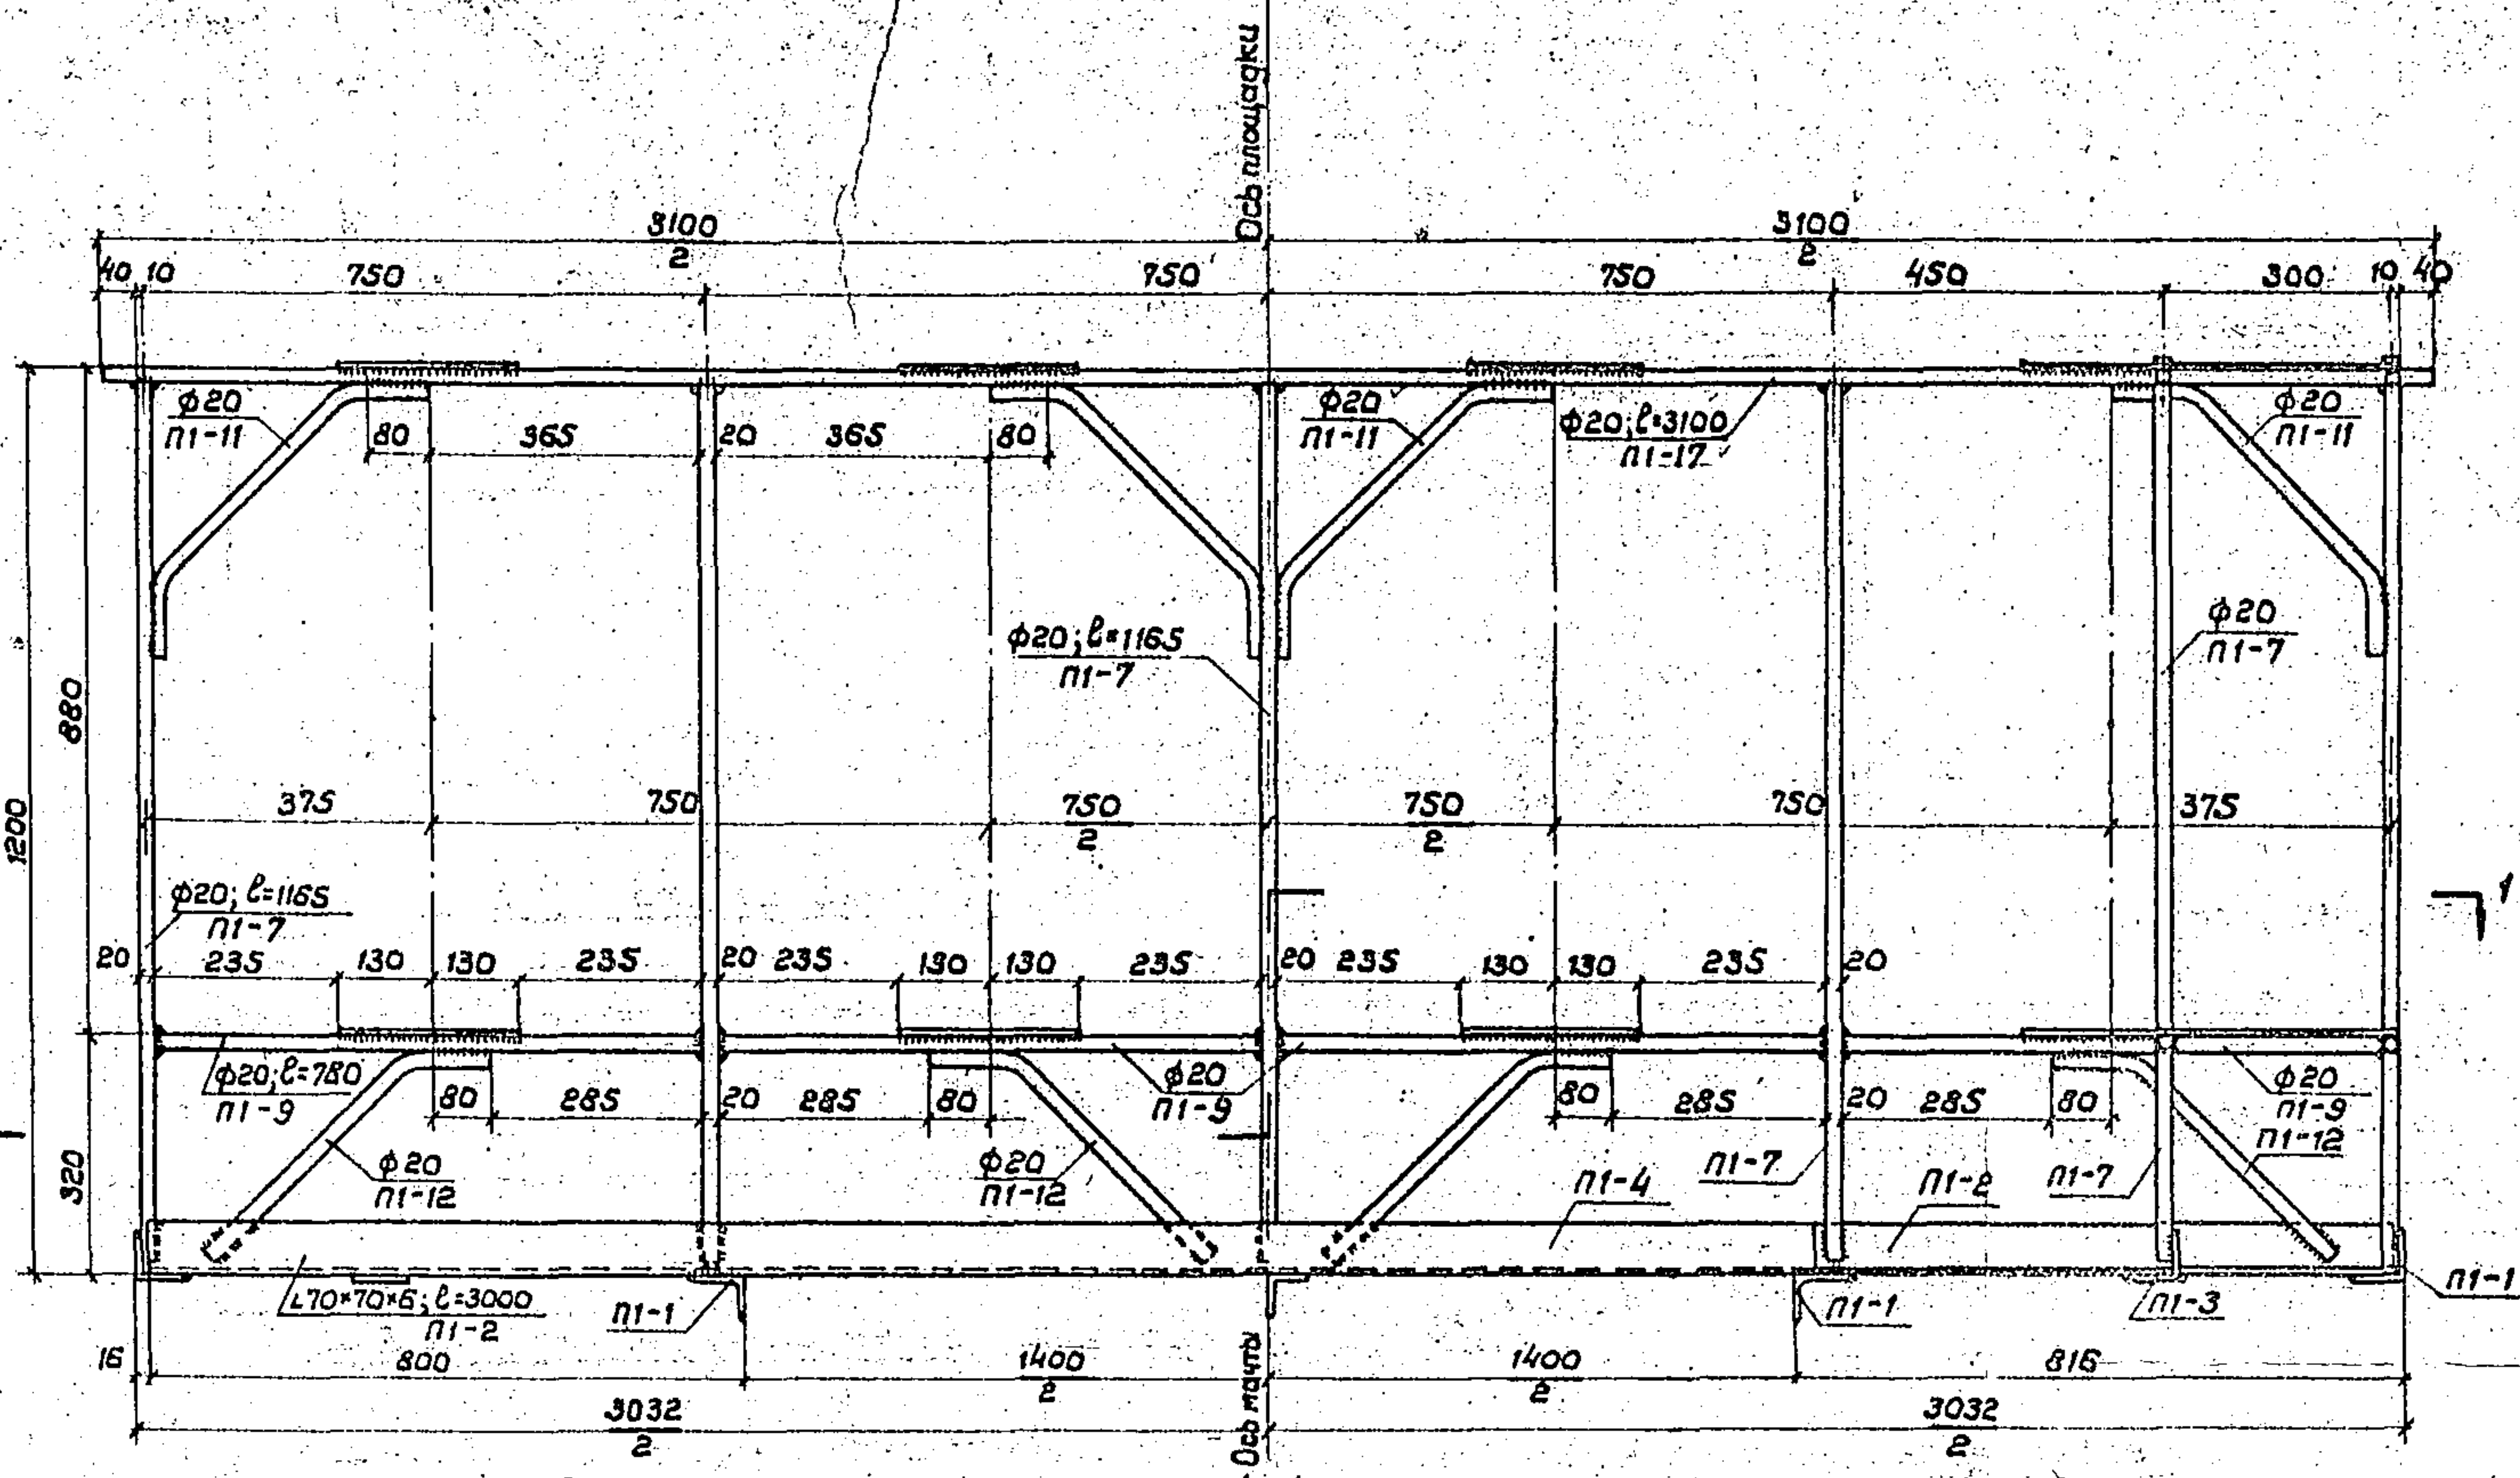 Ось площадки
3100
2
3100
2
40 10 750 750 750 450 300 10 40
ф20
П1-11
80 365 20 365 80
ф20
П1-11
ф20; ℓ=3100
П1-17
ф20
П1-11
1200
880
320
ф20; ℓ=1165
П1-7
ф20
П1-7
375 750
750
2
750
2
750 375
ф20; ℓ=1165
П1-7
1
20 235 130 130 235 20 235 130 130 235 20 235 130 130 235 20
ф20; ℓ=780
П1-9
80 285 20 285 80
ф20
П1-9
80 285 20 285 80
ф20
П1-9
П1-12
ф20
П1-12
ф20
П1-12
П1-4
П1-7
П1-2
П1-7
∟70×70×6; ℓ=3000
П1-2
П1-1
П1-1
П1-3
П1-1
16 800
1400
2
1400
2
816
3032
2
Ось мачты
3032
2